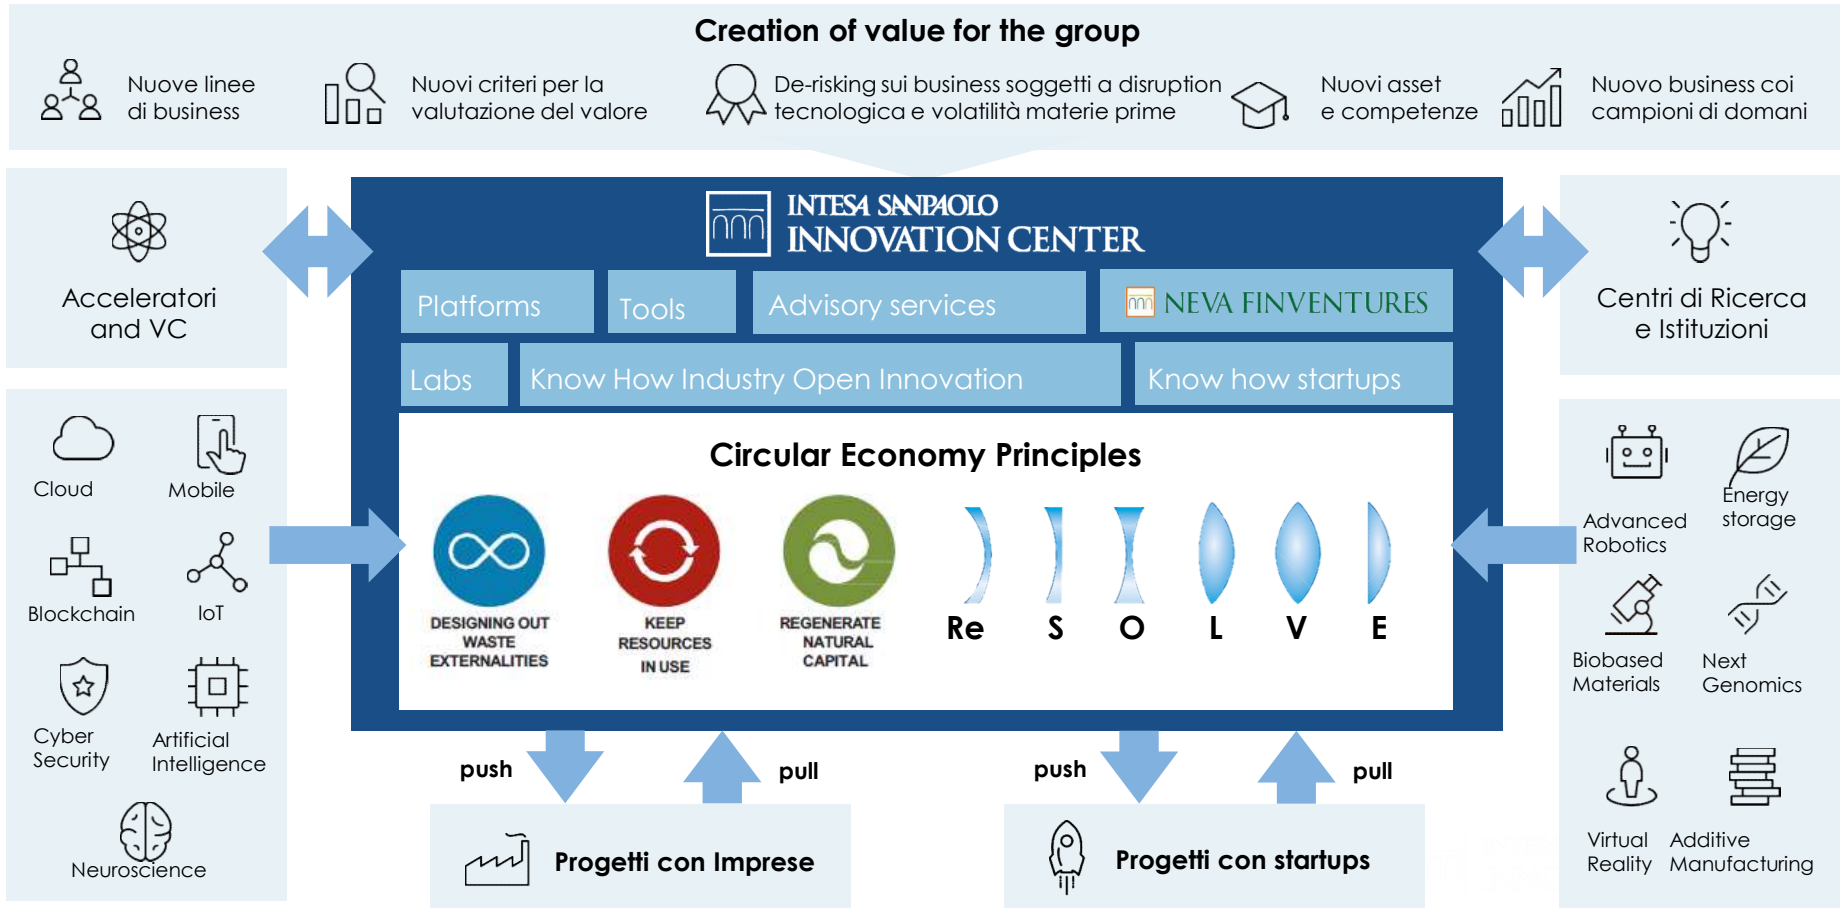 Creation of value for the group
Nuove linee
di business
Nuovi criteri per la
valutazione del valore
De-risking sui business soggetti a disruption
tecnologica e volatilità materie prime
Nuovi asset
e competenze
Nuovo business coi
campioni di domani
Acceleratori
and VC
INTESA SANPAOLO
INNOVATION CENTER
Centri di Ricerca
e Istituzioni
Platforms
Tools
Advisory services
NEVA FINVENTURES
Labs
Know How Industry Open Innovation
Know how startups
Cloud
Mobile
Blockchain
IoT
Cyber
Security
Artificial
Intelligence
Neuroscience
Circular Economy Principles
DESIGNING OUT
WASTE
EXTERNALITIES
KEEP
RESOURCES
IN USE
REGENERATE
NATURAL
CAPITAL
Re S O L V E
Advanced
Robotics
Energy
storage
Biobased
Materials
Next
Genomics
Virtual
Reality
Additive
Manufacturing
push
pull
push
pull
Progetti con Imprese
Progetti con startups